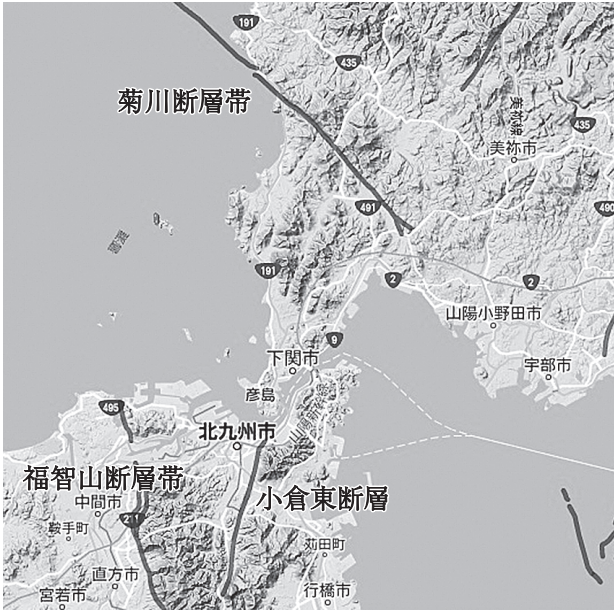 191
435
菊川断層帯
美祢線
435
美祢市
491
490
191
2
2
山陽小野田市
9
下関市
宇部市
彦島
495
北九州市
福智山断層帯
小倉東断層
中間市
鞍手町
211
苅田町
直方市
宮若市
行橋市